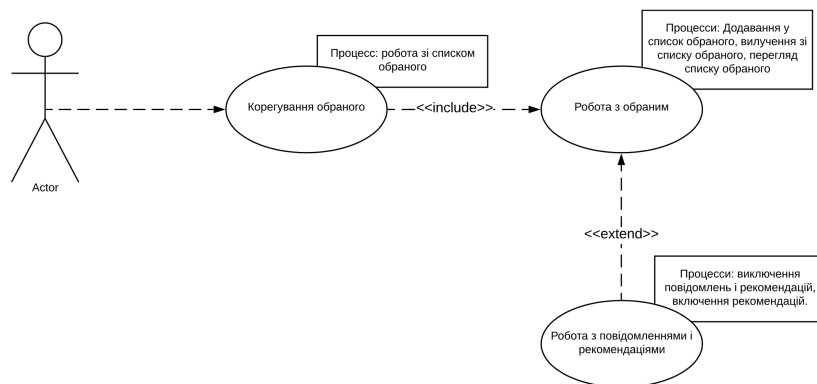 Процесси: Додавання у
список обраного, вилучення зі
списку обраного, перегляд
списку обраного
Процесс: робота зі списком
обраного
Корегування обраного
<<include>>
Робота з обраним
Actor
<<extend>>
Процесси: виключення
повідомлень і рекомендацій,
включення рекомендацій.
Робота з повідомленнями і
рекомендаціями